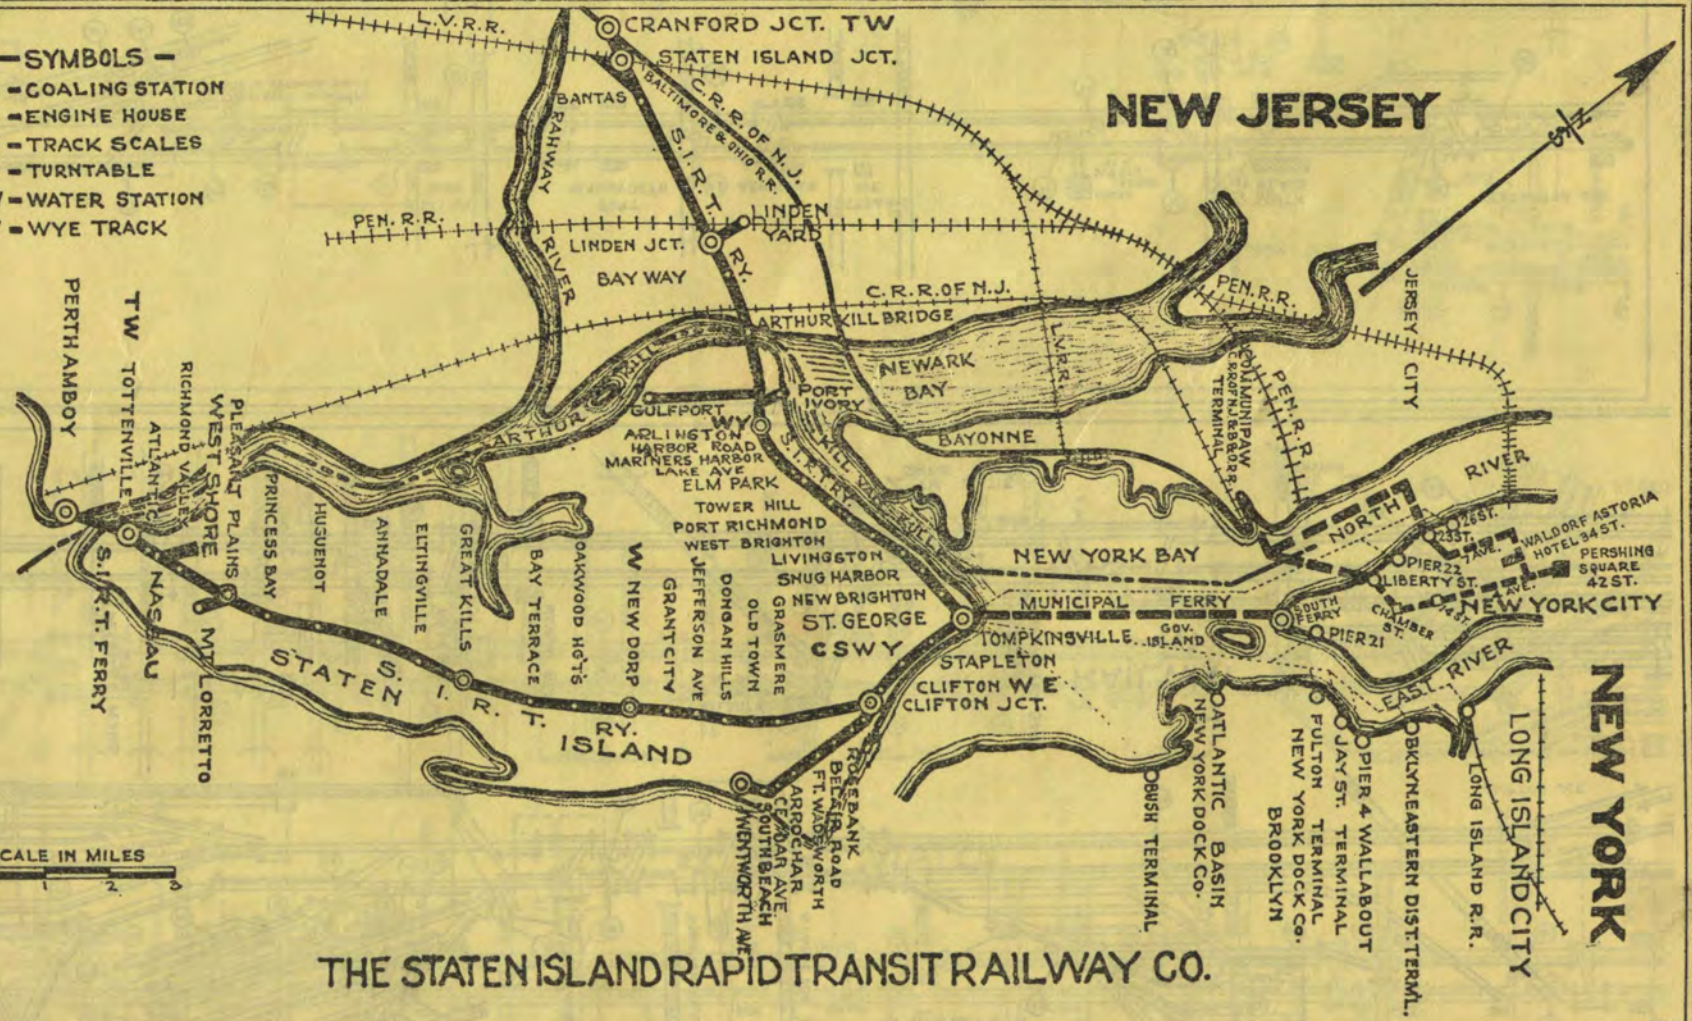 — SYMBOLS —
- COALING STATION
- ENGINE HOUSE
- TRACK SCALES
- TURNTABLE
- WATER STATION
- WYE TRACK
L.V.R.R.
CRANFORD JCT. TW
STATEN ISLAND JCT.
BANTAS
BALTIMORE & OHIO R.R.
C.R.R. OF N.J.
S.I.R.T. RY.
RAHWAY RIVER
NEW JERSEY
N
S
PEN. R.R.
LINDEN YARD
LINDEN JCT.
BAY WAY
C.R.R. OF N.J.
ARTHUR KILL BRIDGE
L.V.R.R.
PEN. R.R.
JERSEY CITY
NEWARK
BAY
COMMUNIPAW
C.R.R. OF N.J. & B&O R.R.
TERMINAL
PEN. R.R
PERTH AMBOY
TW TOTTENVILLE
ATLANTIC
RICHMOND VALLEY
WEST SHORE
PLEASANT PLAINS
PRINCESS BAY
HUGUENOT
ANNADALE
ELTINGVILLE
GREAT KILLS
BAY TERRACE
OAKWOOD HG'TS
W NEW DORP
GRANT CITY
JEFFERSON AVE
DONGAN HILLS
OLD TOWN
GRASMERE
S.I.R.T. FERRY
NASSAU
MT. LORRETTO
ARTHUR KILL
GULFPORT
PORT
IVORY
WY
ARLINGTON
HARBOR ROAD
MARINERS HARBOR
LAKE AVE
ELM PARK
TOWER HILL
PORT RICHMOND
WEST BRIGHTON
LIVINGSTON
SNUG HARBOR
NEW BRIGHTON
ST. GEORGE
CSWY
S.I.R.T.RY.
KILL VAN KULL
BAYONNE
NEW YORK BAY
MUNICIPAL FERRY
TOMPKINSVILLE
STAPLETON
CLIFTON W E
CLIFTON JCT.
GOV.
ISLAND
SOUTH
FERRY
PIER 21
NORTH RIVER
26 ST.
23 ST.
7 AVE.
WALDORF ASTORIA
HOTEL 34 ST.
PERSHING
SQUARE
42 ST.
PIER 22
LIBERTY ST.
CHAMBER
ST.
AVE.
NEW YORK CITY
EAST RIVER
STATEN
ISLAND
S. I. R. T. RY.
ROSEBANK
BELAIR ROAD
FT. WADSWORTH
ARROCHAR
CEDAR AVE.
SOUTH BEACH
WENTWORTH AVE
BUSH TERMINAL
ATLANTIC BASIN
NEW YORK DOCK Co.
FULTON TERMINAL
NEW YORK DOCK Co.
BROOKLYN
JAY ST. TERMINAL
PIER 4 WALLABOUT
BKLYN. EASTERN DIST. TERM'L.
LONG ISLAND R.R.
LONG ISLAND CITY
NEW YORK
SCALE IN MILES
1 2 3
THE STATEN ISLAND RAPID TRANSIT RAILWAY CO.